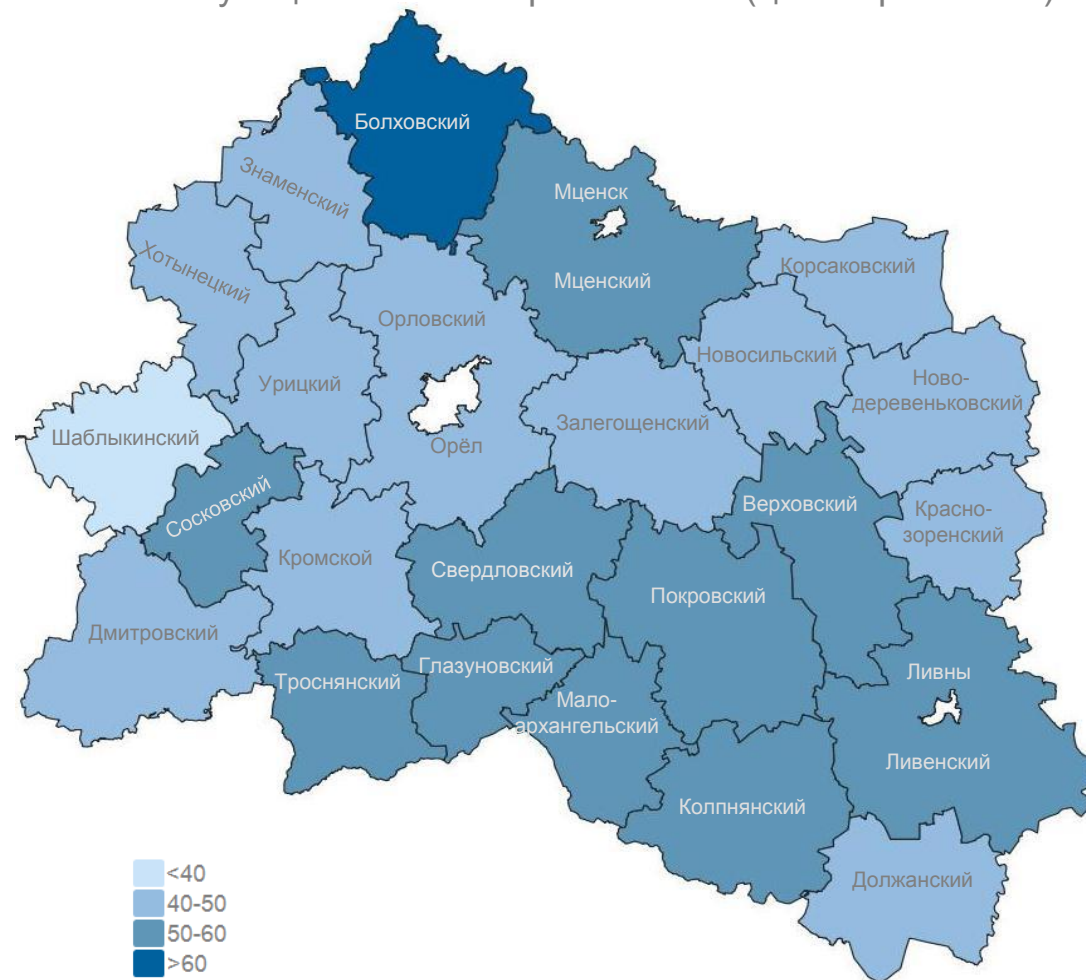 Болховский
Знаменский
Мценск
Хотынецкий
Мценский
Корсаковский
Орловский
Новосильский
Урицкий
Ново-
деревеньковский
Шаблыкинский
Залегощенский
Орёл
Сосковский
Верховский
Красно-
зоренский
Кромской
Свердловский
Покровский
Дмитровский
Глазуновский
Троснянский
Ливны
Мало-
архангельский
Ливенский
Колпнянский
Должанский
<40
40-50
50-60
>60